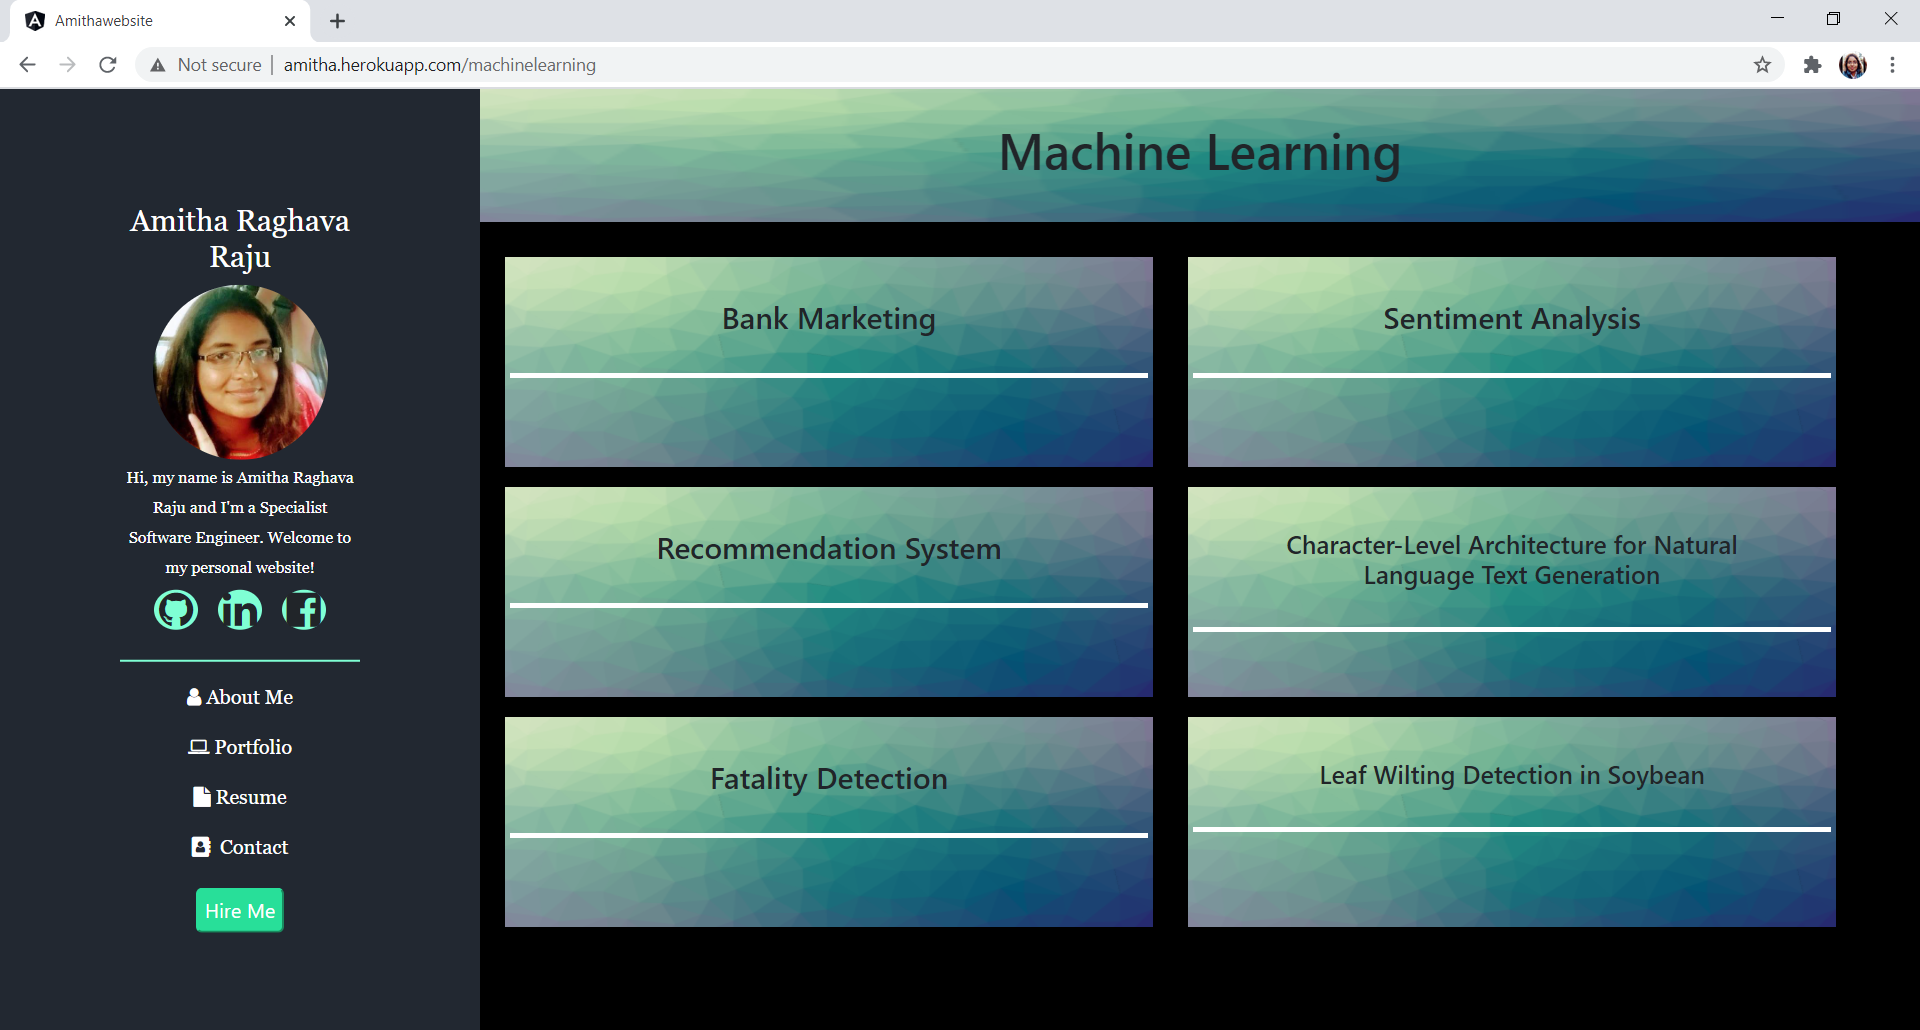 Amithawebsite
Not secure
amitha.herokuapp.com/machinelearning
Amitha Raghava
Raju
Hi, my name is Amitha Raghava
Raju and I'm a Specialist
Software Engineer. Welcome to
my personal website!
About Me
Portfolio
Resume
Contact
Hire Me
Machine Learning
Bank Marketing
Sentiment Analysis
Recommendation System
Character-Level Architecture for Natural
Language Text Generation
Fatality Detection
Leaf Wilting Detection in Soybean